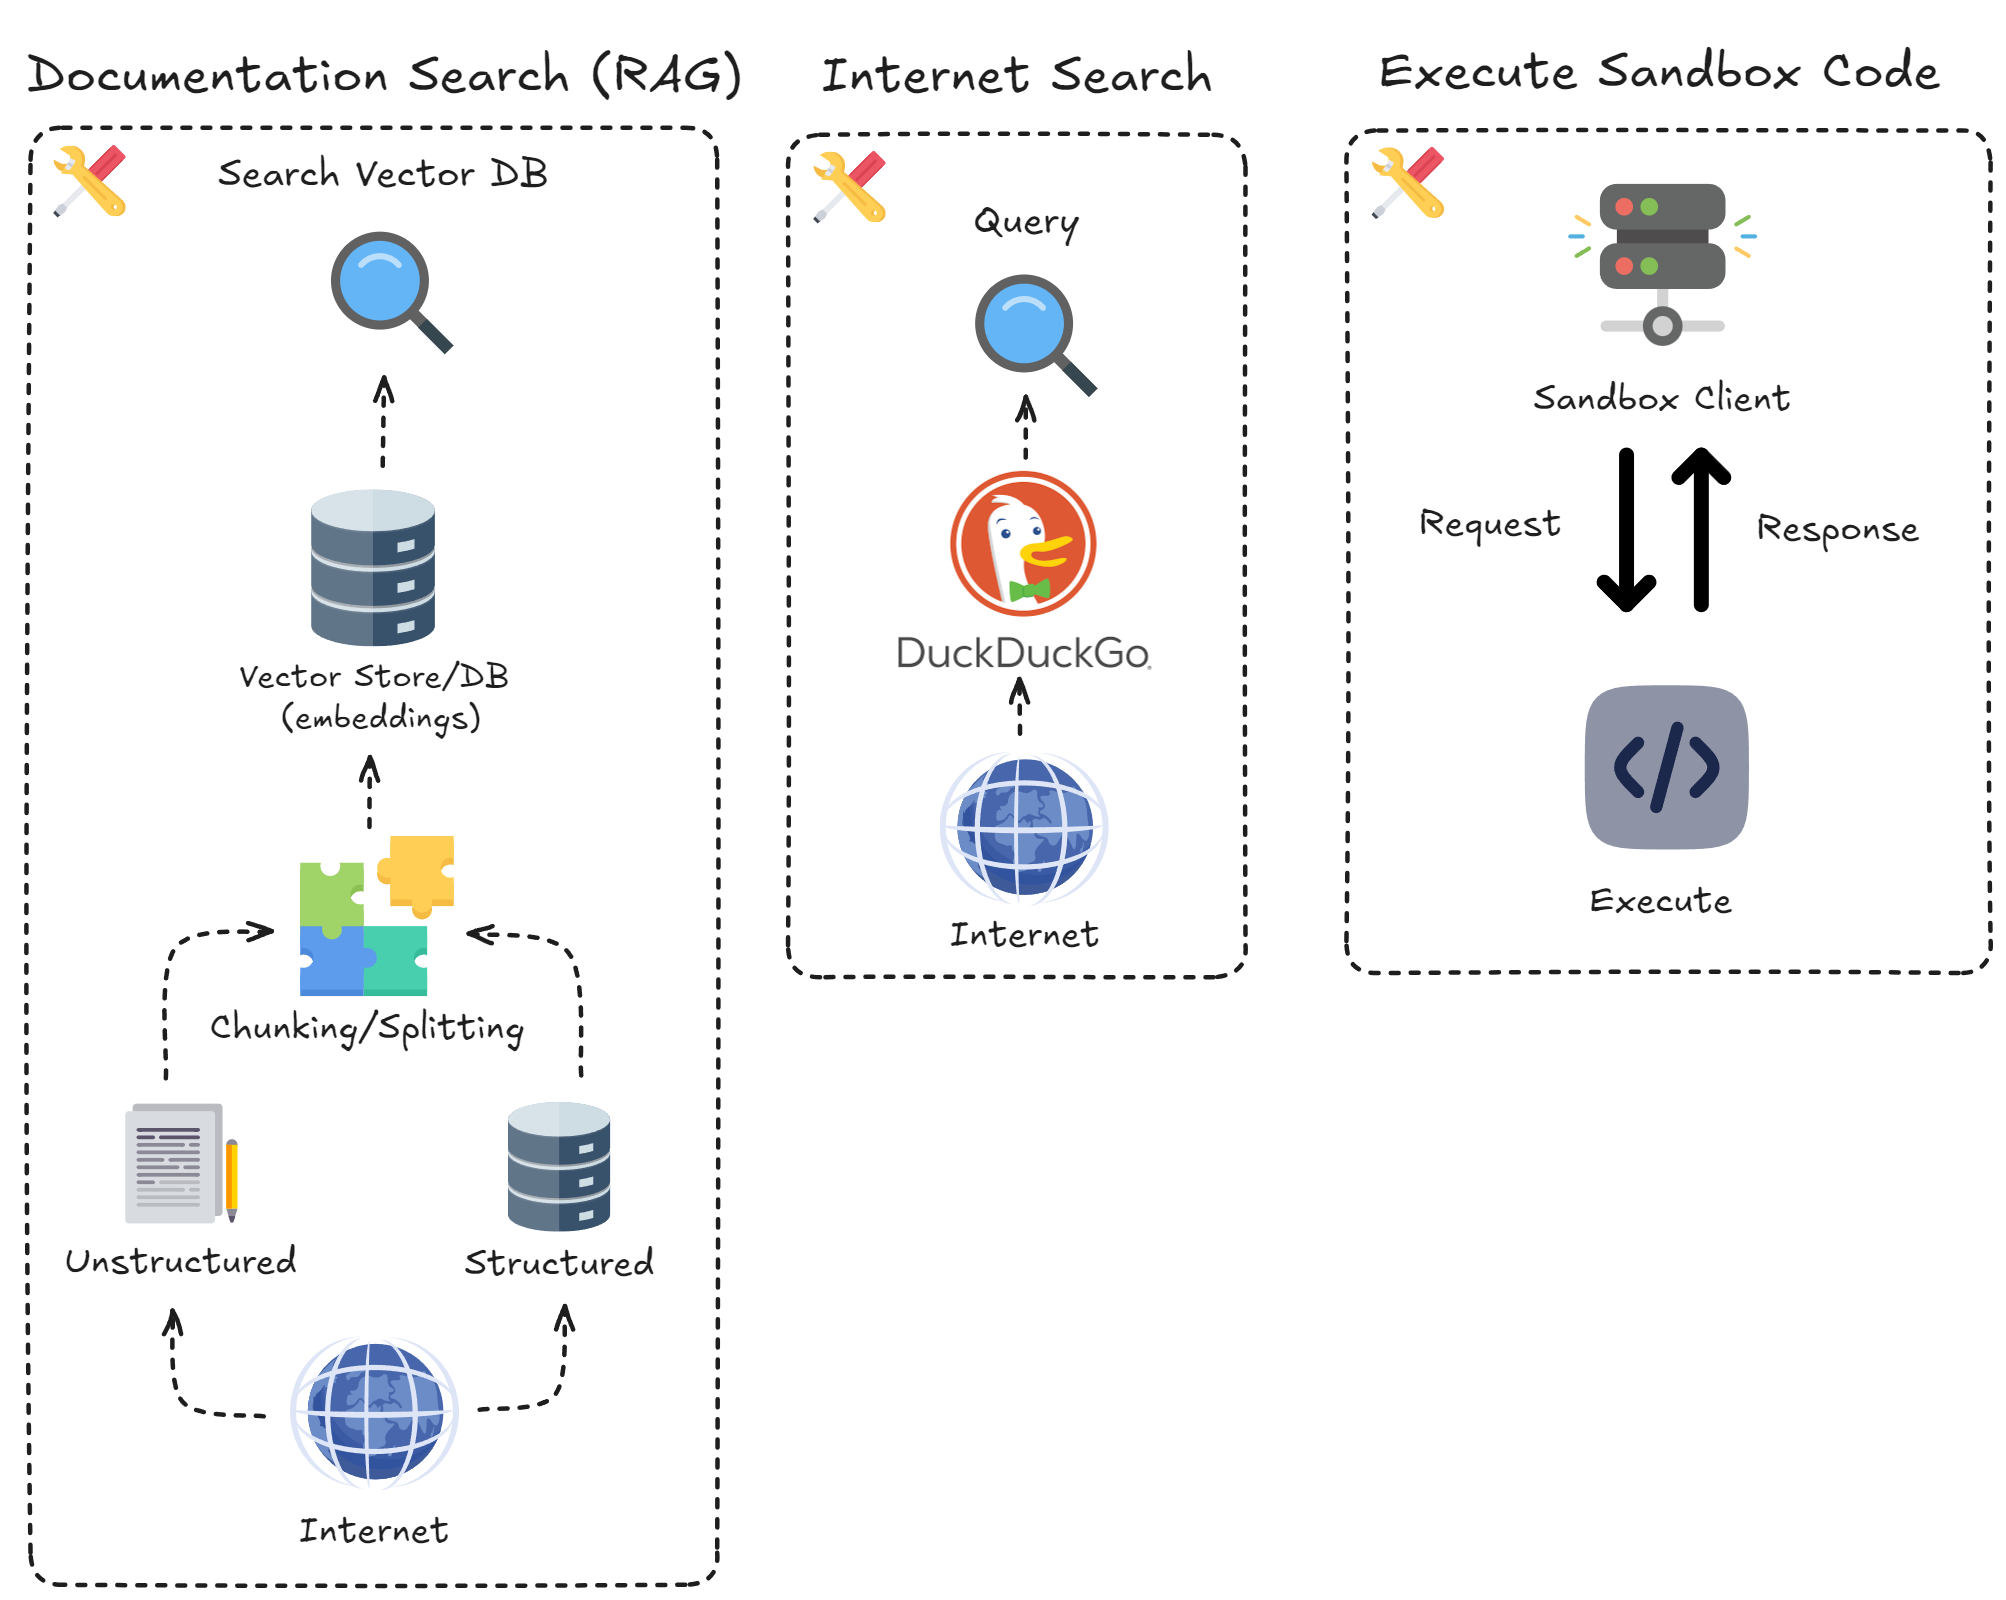 Documentation Search (RAG)
Search Vector DB
Vector Store/DB
(embeddings)
Chunking/Splitting
Unstructured
Structured
Internet
Internet Search
Query
DuckDuckGo
Internet
Execute Sandbox Code
Sandbox Client
Request
Response
Execute